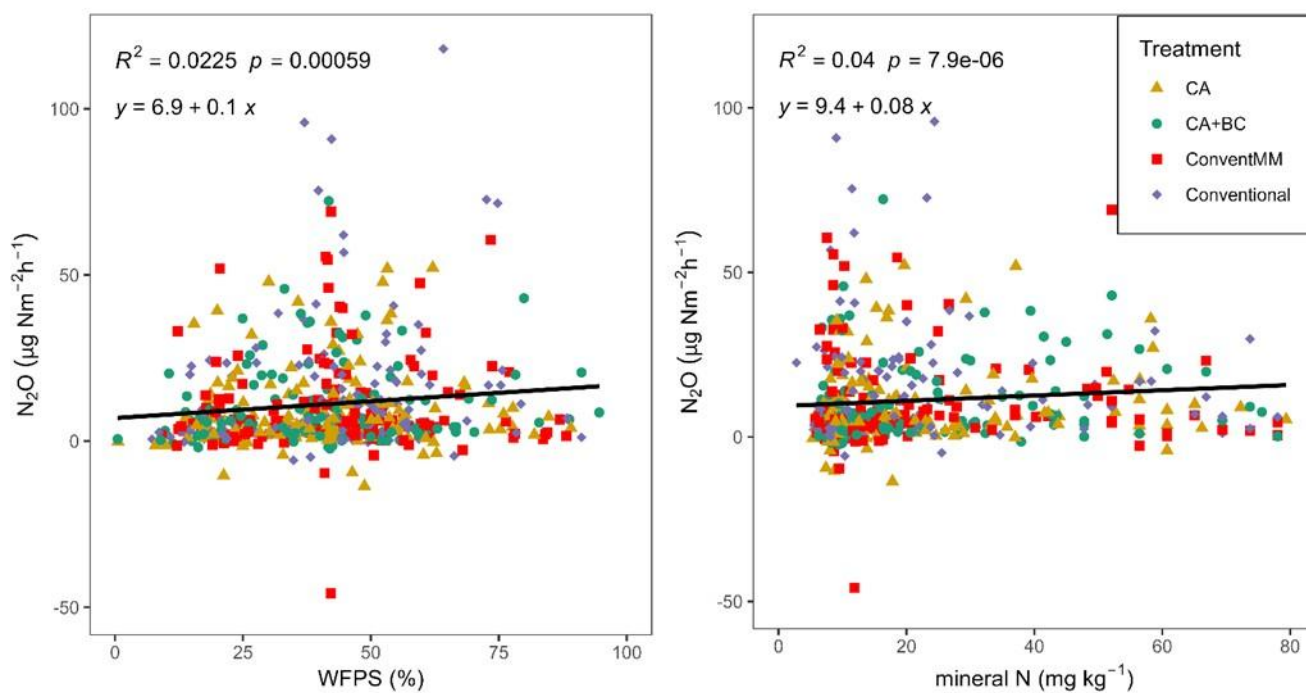 R² = 0.0225 p = 0.00059
y = 6.9 + 0.1 x
N₂O (µg Nm⁻²h⁻¹)
100
50
0
-50
0 25 50 75 100
WFPS (%)
R² = 0.04 p = 7.9e-06
y = 9.4 + 0.08 x
N₂O (µg Nm⁻²h⁻¹)
100
50
0
-50
0 20 40 60 80
mineral N (mg kg⁻¹)
Treatment
CA
CA+BC
ConventMM
Conventional